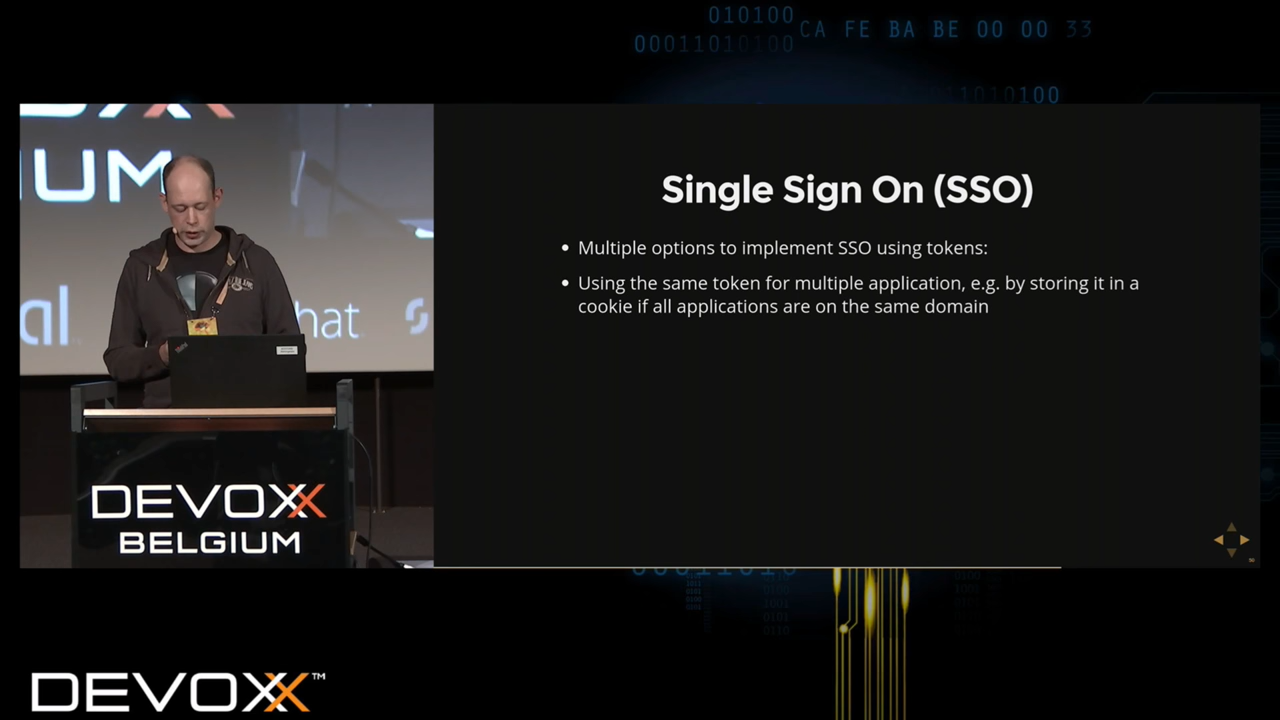 010100
00011010100
CA FE BA BE 00 00 33
11010100
IUM
al
hat
Single Sign On (SSO)
• Multiple options to implement SSO using tokens:
• Using the same token for multiple application, e.g. by storing it in a
cookie if all applications are on the same domain
DEVOXX
BELGIUM
DEVOXX™